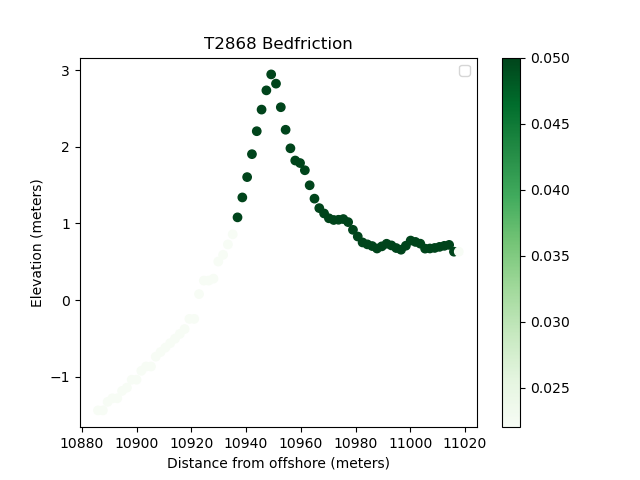 T2868 Bedfriction
3
2
1
0
−1
Elevation (meters)
10880 10900 10920 10940 10960 10980 11000 11020
Distance from offshore (meters)
0.050
0.045
0.040
0.035
0.030
0.025